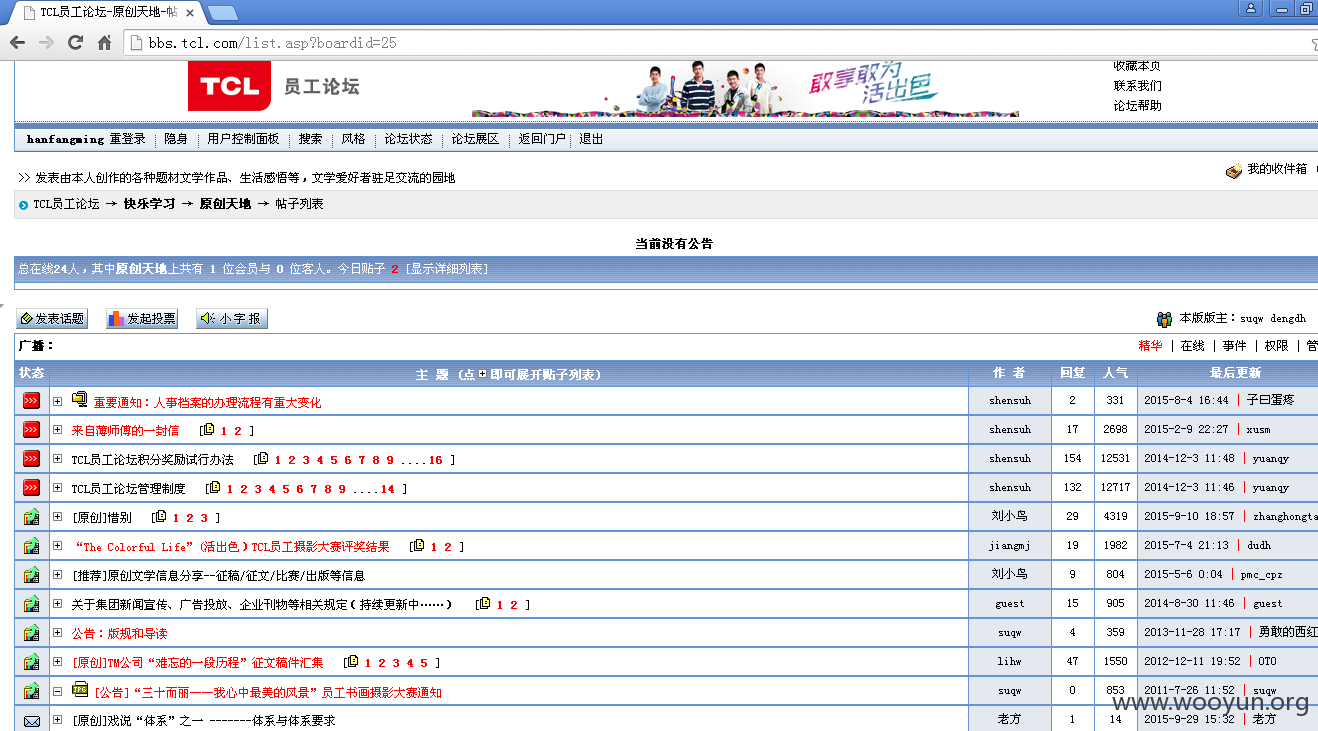 TCL员工论坛-原创天地-帖
bbs.tcl.com/list.asp?boardid=25
TCL 员工论坛
敢享敢为
活出色
收藏本页
联系我们
论坛帮助
hanfangming 重登录 隐身 用户控制面板 搜索 风格 论坛状态 论坛展区 返回门户 退出
>> 发表由本人创作的各种题材文学作品、生活感悟等，文学爱好者驻足交流的园地
我的收件箱
TCL员工论坛 → 快乐学习 → 原创天地 → 帖子列表
当前没有公告
总在线24人，其中原创天地上共有 1 位会员与 0 位客人。今日贴子 2 [显示详细列表]
发表话题 发起投票 小字报
本版版主：suqw dengdh
广播：
精华 | 在线 | 事件 | 权限 | 管
状态 主 题 (点+即可展开贴子列表) 作 者 回复 人气 最后更新
重要通知：人事档案的办理流程有重大变化 shensuh 2 331 2015-8-4 16:44 | 子曰蛋疼
来自薄师傅的一封信 [ 1 2 ] shensuh 17 2698 2015-2-9 22:27 | xusm
TCL员工论坛积分奖励试行办法 [ 1 2 3 4 5 6 7 8 9 ....16 ] shensuh 154 12531 2014-12-3 11:48 | yuanqy
TCL员工论坛管理制度 [ 1 2 3 4 5 6 7 8 9 ....14 ] shensuh 132 12717 2014-12-3 11:46 | yuanqy
[原创]惜别 [ 1 2 3 ] 刘小鸟 29 4319 2015-9-10 18:57 | zhanghongta
“The Colorful Life”(活出色)TCL员工摄影大赛评奖结果 [ 1 2 ] jiangmj 19 1982 2015-7-4 21:13 | dudh
[推荐]原创文学信息分享--征稿/征文/比赛/出版等信息 刘小鸟 9 804 2015-5-6 0:04 | pmc_cpz
关于集团新闻宣传、广告投放、企业刊物等相关规定(持续更新中……) [ 1 2 ] guest 15 905 2014-8-30 11:46 | guest
公告：版规和导读 suqw 4 359 2013-11-28 17:17 | 勇敢的西红
[原创]TM公司“难忘的一段历程”征文稿件汇集 [ 1 2 3 4 5 ] lihw 47 1550 2012-12-11 19:52 | OTO
JPG [公告]“三十而丽——我心中最美的风景”员工书画摄影大赛通知 suqw 0 853 2011-7-26 11:52 | suqw
www.wooyun.org
[原创]戏说“体系”之一 -------体系与体系要求 老方 1 14 2015-9-29 15:32 | 老方